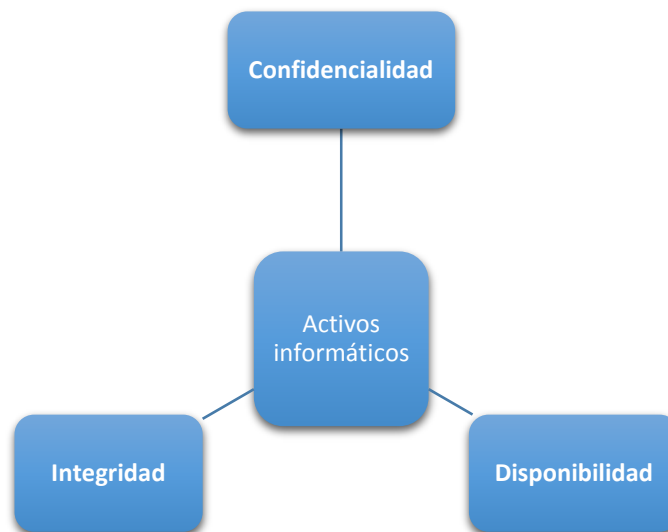 Confidencialidad
Activos
informáticos
Integridad
Disponibilidad